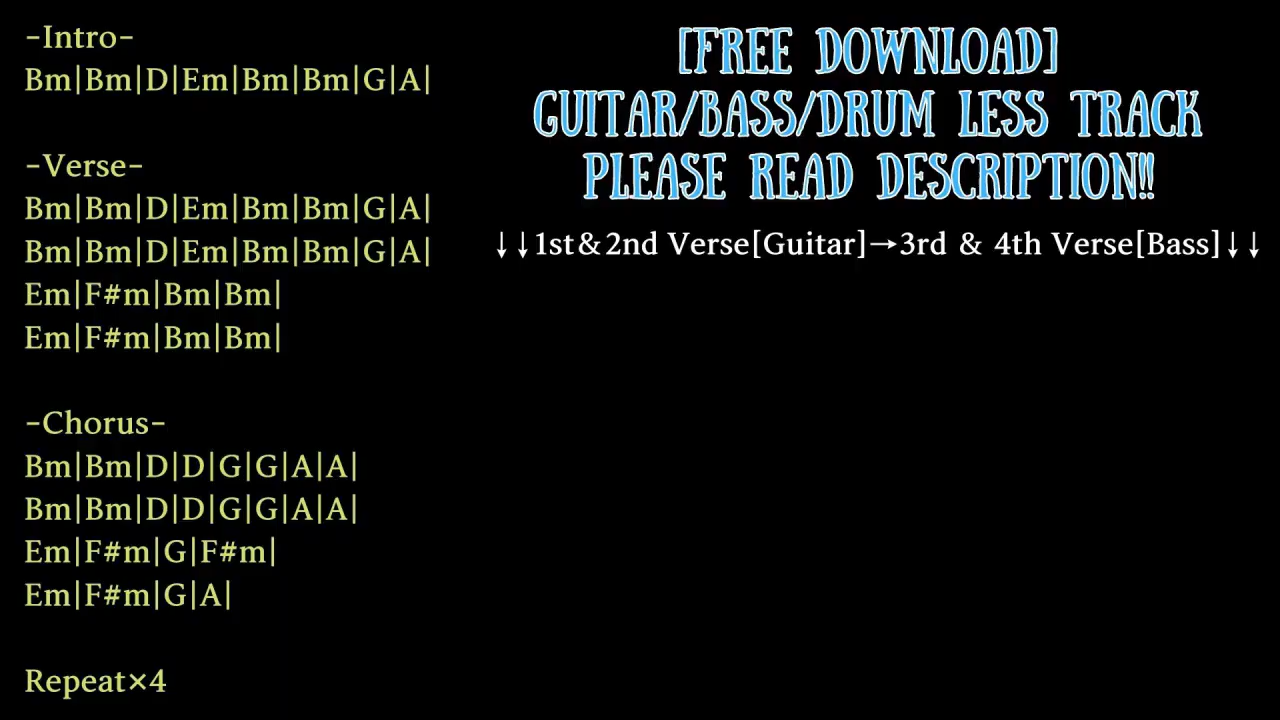 -Intro-
Bm|Bm|D|Em|Bm|Bm|G|A|
-Verse-
Bm|Bm|D|Em|Bm|Bm|G|A|
Bm|Bm|D|Em|Bm|Bm|G|A|
Em|F#m|Bm|Bm|
Em|F#m|Bm|Bm|
-Chorus-
Bm|Bm|D|D|G|G|A|A|
Bm|Bm|D|D|G|G|A|A|
Em|F#m|G|F#m|
Em|F#m|G|A|
Repeat×4
[FREE DOWNLOAD]
GUITAR/BASS/DRUM LESS TRACK
PLEASE READ DESCRIPTION!!
↓↓1st&2nd Verse[Guitar]→3rd & 4th Verse[Bass]↓↓